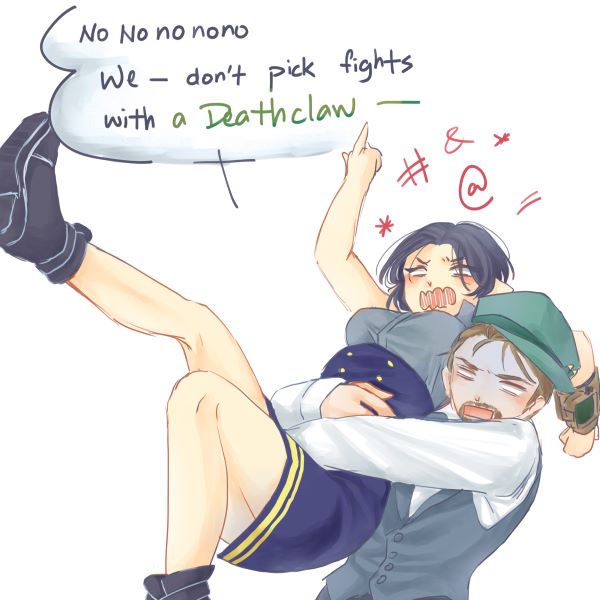 No No no nono
We — don't pick fights
with a Deathclaw —
# & * @ *